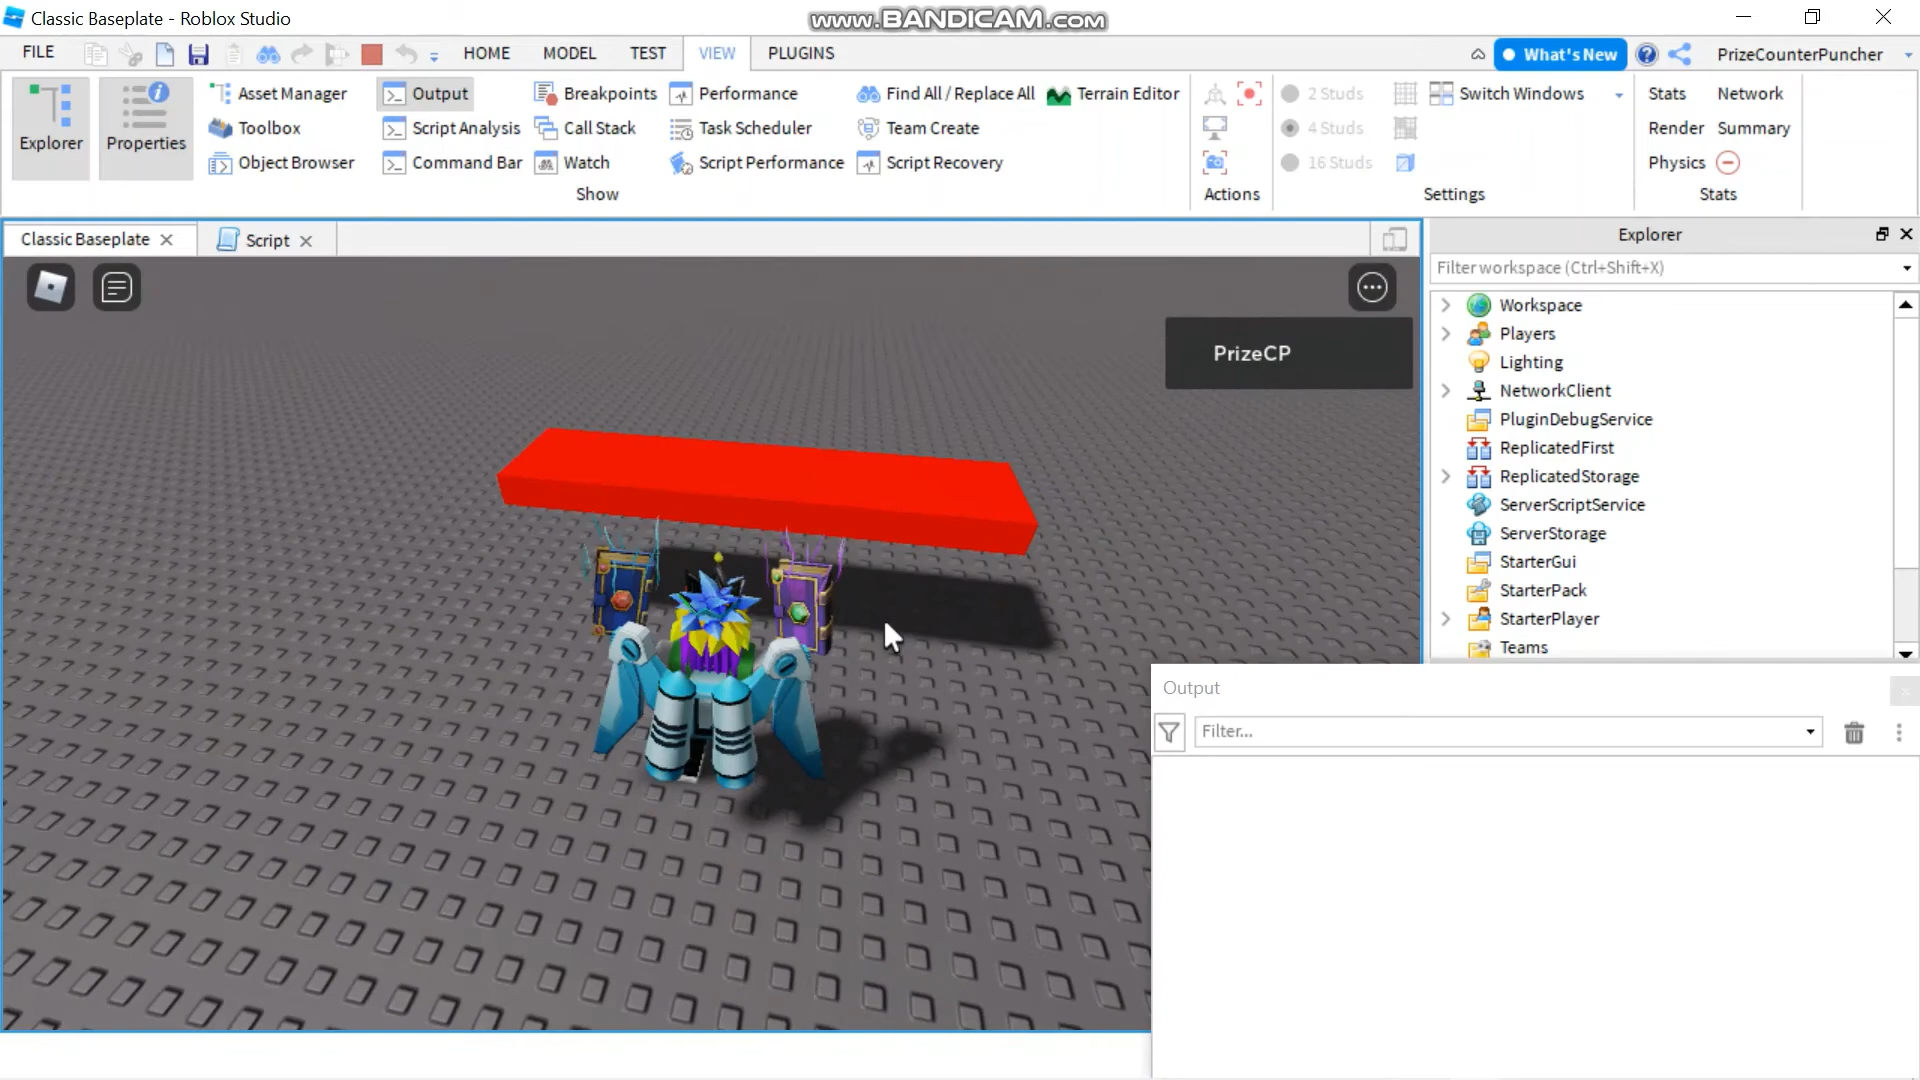 Classic Baseplate - Roblox Studio
www.BANDICAM.com
FILE
HOME
MODEL
TEST
VIEW
PLUGINS
What's New
PrizeCounterPuncher
Explorer
Properties
Asset Manager
Toolbox
Object Browser
Output
Script Analysis
Command Bar
Breakpoints
Call Stack
Watch
Performance
Task Scheduler
Script Performance
Find All / Replace All
Team Create
Script Recovery
Terrain Editor
Show
Actions
2 Studs
4 Studs
16 Studs
Switch Windows
Settings
Stats
Network
Render
Summary
Physics
Stats
Classic Baseplate
Script
PrizeCP
Explorer
Filter workspace (Ctrl+Shift+X)
Workspace
Players
Lighting
NetworkClient
PluginDebugService
ReplicatedFirst
ReplicatedStorage
ServerScriptService
ServerStorage
StarterGui
StarterPack
StarterPlayer
Teams
Output
Filter...